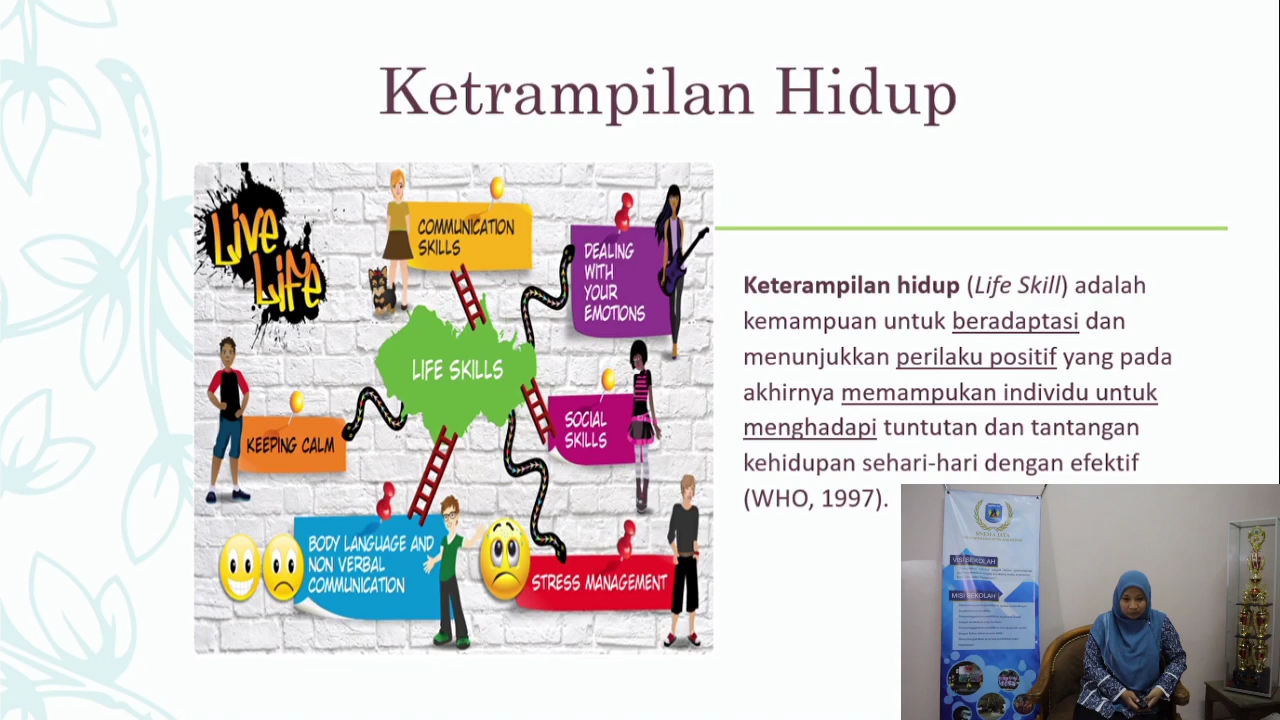 Ketrampilan Hidup
Live
Life
COMMUNICATION
SKILLS
DEALING
WITH
YOUR
EMOTIONS
LIFE SKILLS
KEEPING CALM
SOCIAL
SKILLS
BODY LANGUAGE AND
NON VERBAL
COMMUNICATION
STRESS MANAGEMENT
Keterampilan hidup (Life Skill) adalah
kemampuan untuk beradaptasi dan
menunjukkan perilaku positif yang pada
akhirnya memampukan individu untuk
menghadapi tuntutan dan tantangan
kehidupan sehari-hari dengan efektif
(WHO, 1997).
VISI SEKOLAH
MISI SEKOLAH